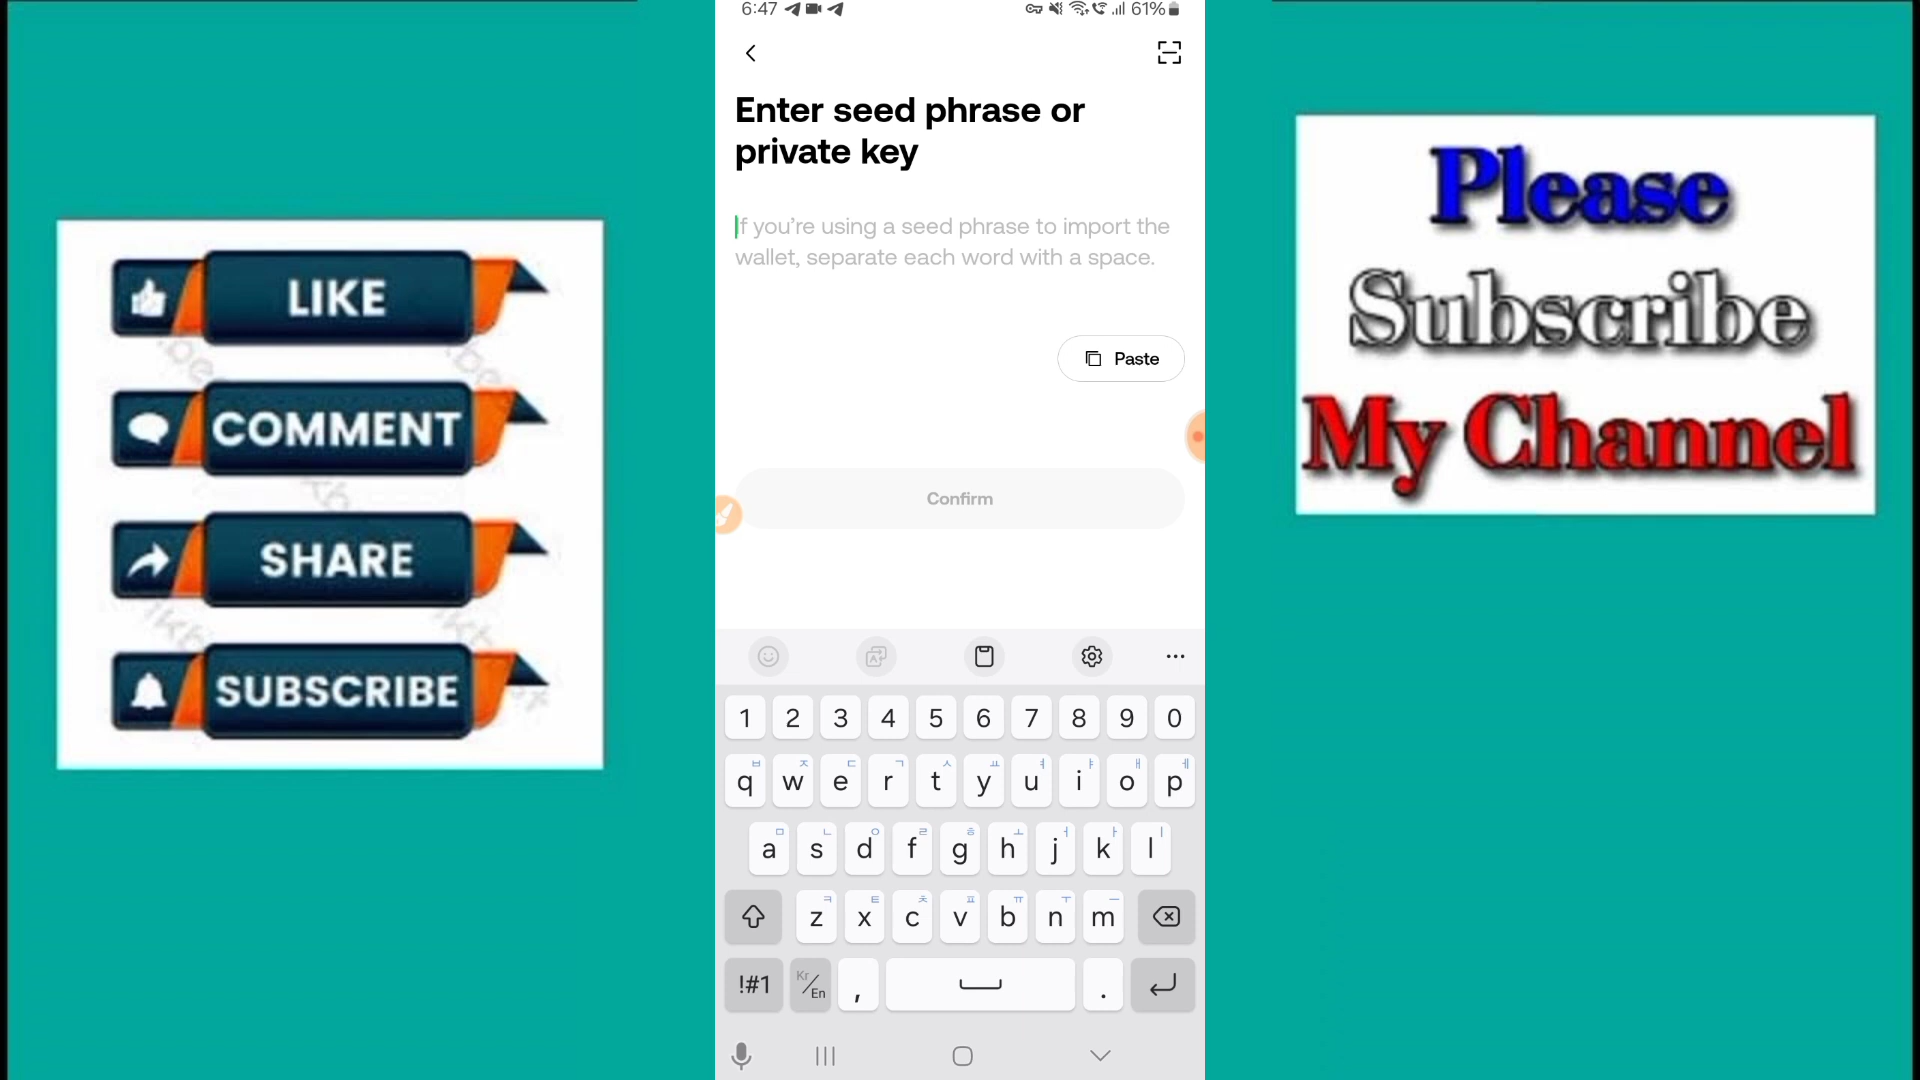 6:47
61%
Enter seed phrase or
private key
If you're using a seed phrase to import the
wallet, separate each word with a space.
Paste
Confirm
LIKE
COMMENT
SHARE
SUBSCRIBE
Please
Subscribe
My Channel
1 2 3 4 5 6 7 8 9 0
ㅂ ㅈ ㄷ ㄱ ㅅ ㅛ ㅕ ㅑ ㅐ ㅔ
q w e r t y u i o p
ㅁ ㄴ ㅇ ㄹ ㅎ ㅗ ㅓ ㅏ ㅣ
a s d f g h j k l
ㅋ ㅌ ㅊ ㅍ ㅠ ㅜ ㅡ
z x c v b n m
!#1 Kr/En , .